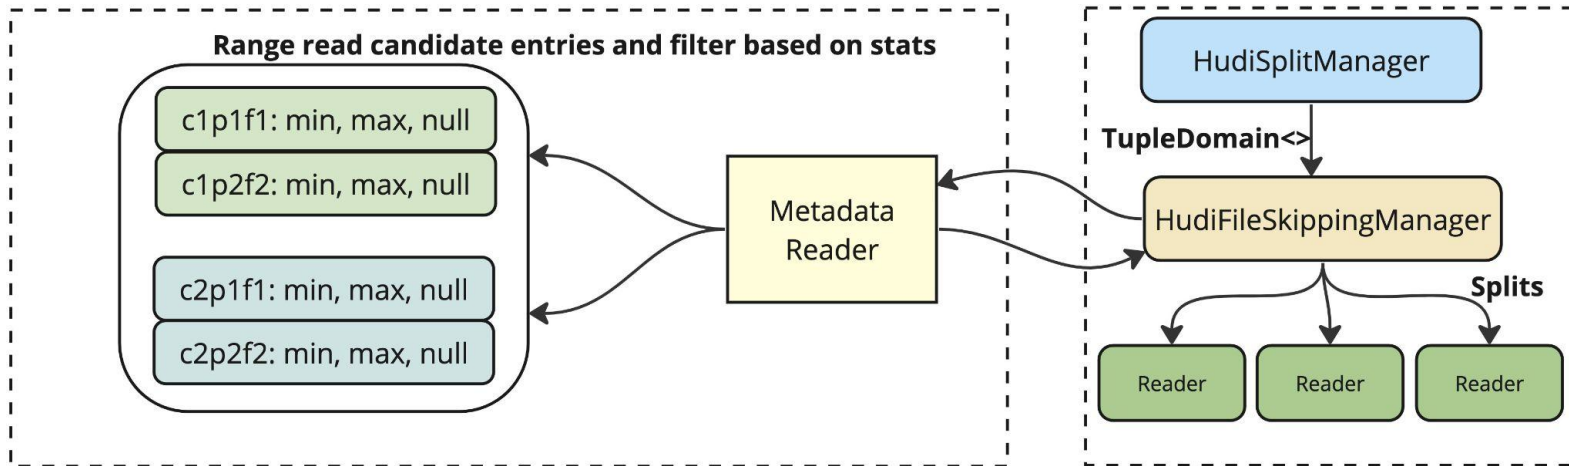 Range read candidate entries and filter based on stats
c1p1f1: min, max, null
c1p2f2: min, max, null
c2p1f1: min, max, null
c2p2f2: min, max, null
Metadata
Reader
HudiSplitManager
TupleDomain<>
HudiFileSkippingManager
Splits
Reader
Reader
Reader